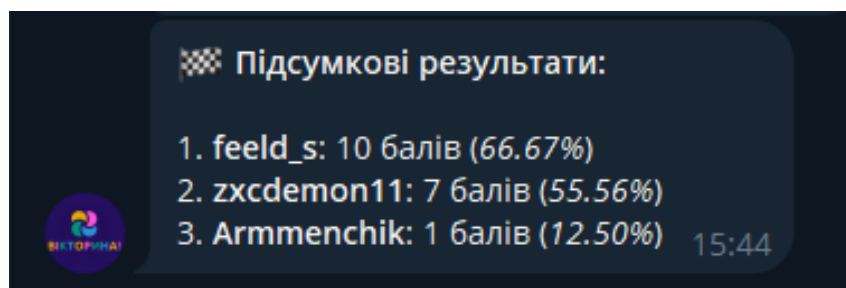 🏁 Підсумкові результати:
1. feeld_s: 10 балів (66.67%)
2. zxcdemon11: 7 балів (55.56%)
3. Armmenchik: 1 балів (12.50%)
15:44
ВІКТОРИНА!